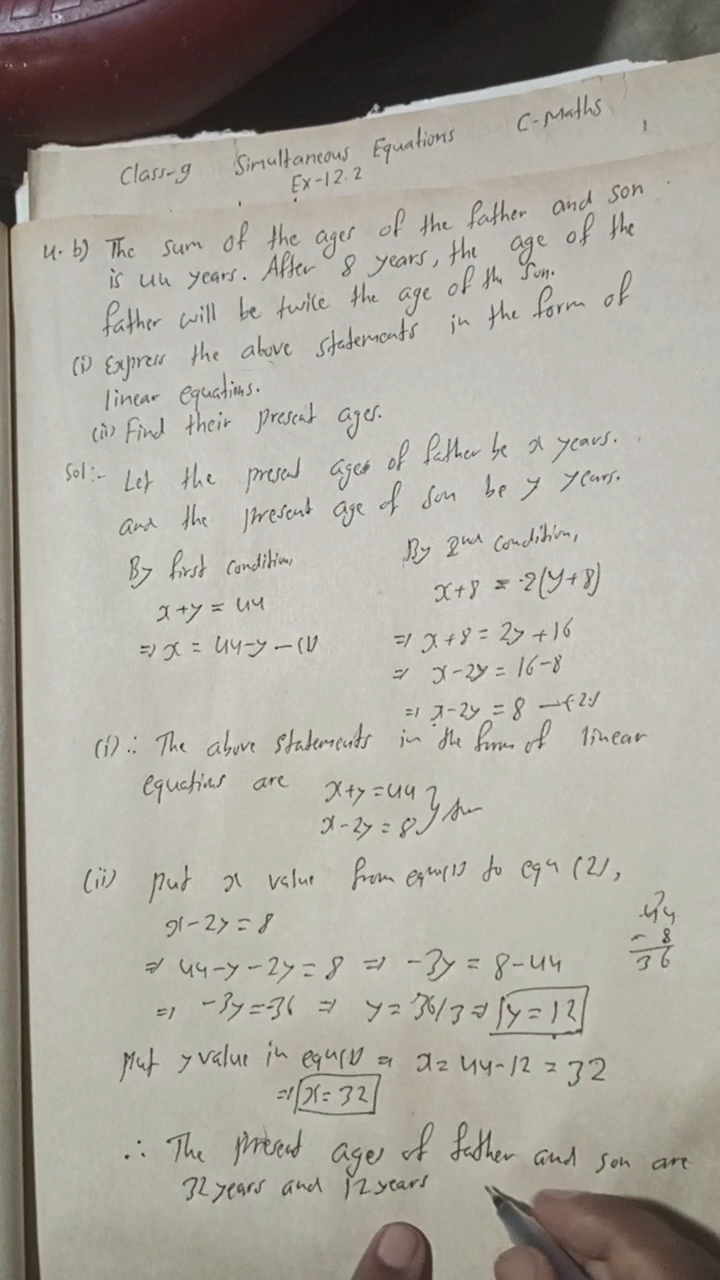 Class-9 Simultaneous Equations C-Maths
Ex-12.2
4. b) The sum of the ages of the father and son
is 44 years. After 8 years, the age of the
father will be twice the age of the son.
(i) Express the above statements in the form of
linear equations.
(ii) Find their present ages.
Sol:- Let the present ages of father be x years.
and the present age of son be y years.
By first condition,
x+y = 44
⇒ x = 44-y - (1)
By 2nd condition,
x+8 = 2(y+8)
⇒ x+8 = 2y+16
⇒ x-2y = 16-8
⇒ x-2y = 8 - (2)
(i) ∴ The above statements in the form of linear
equations are x+y = 44
x-2y = 8 } Ans
(ii) put x value from equn(1) to equn (2),
x-2y = 8
⇒ 44-y-2y = 8 ⇒ -3y = 8-44
44
- 8
36
⇒ -3y = -36 ⇒ y = 36/3 ⇒ y = 12
Put y value in equn(1) ⇒ x = 44-12 = 32
⇒ x = 32
∴ The present ages of father and son are
32 years and 12 years